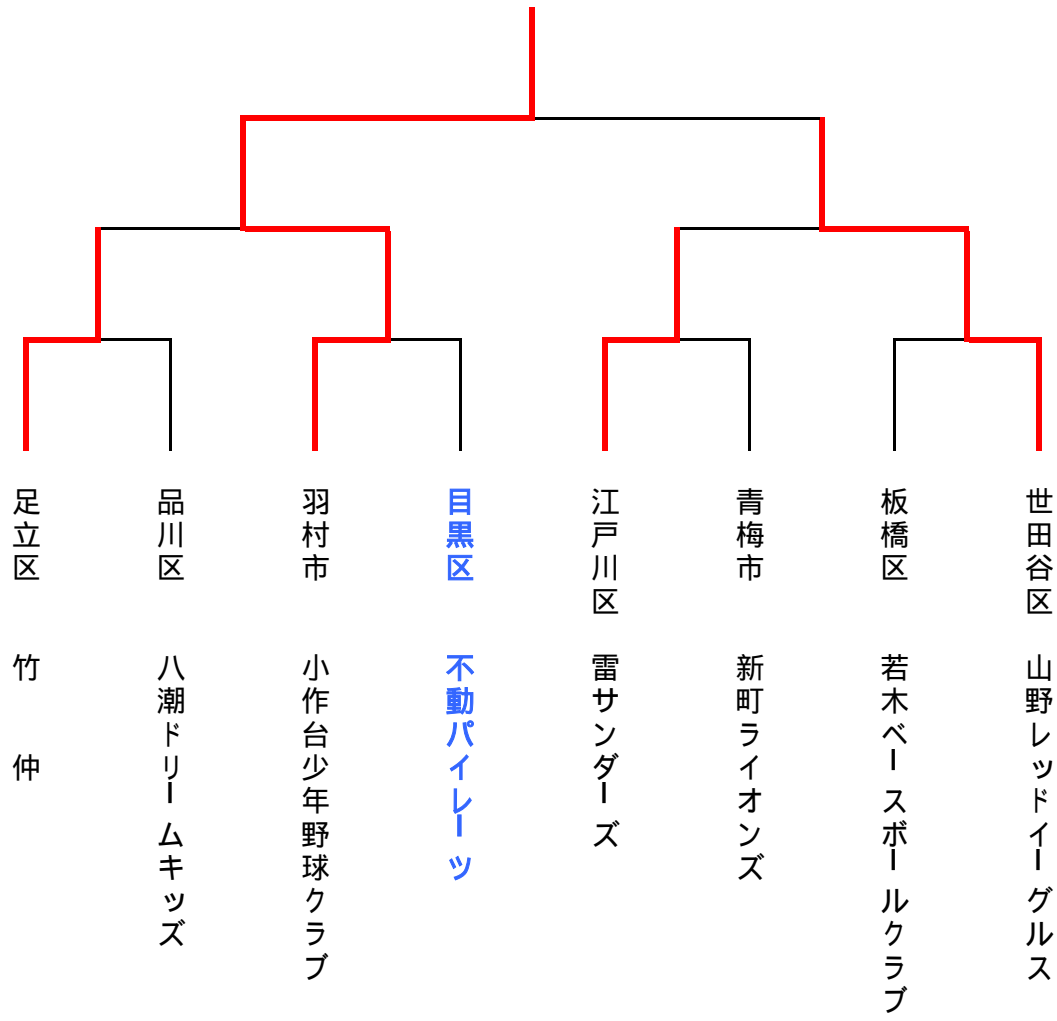 足立区 竹 仲
品川区 八潮ドリームキッズ
羽村市 小作台少年野球クラブ
目黒区 不動パイレーツ
江戸川区 雷サンダーズ
青梅市 新町ライオンズ
板橋区 若木ベースボールクラブ
世田谷区 山野レッドイーグルス